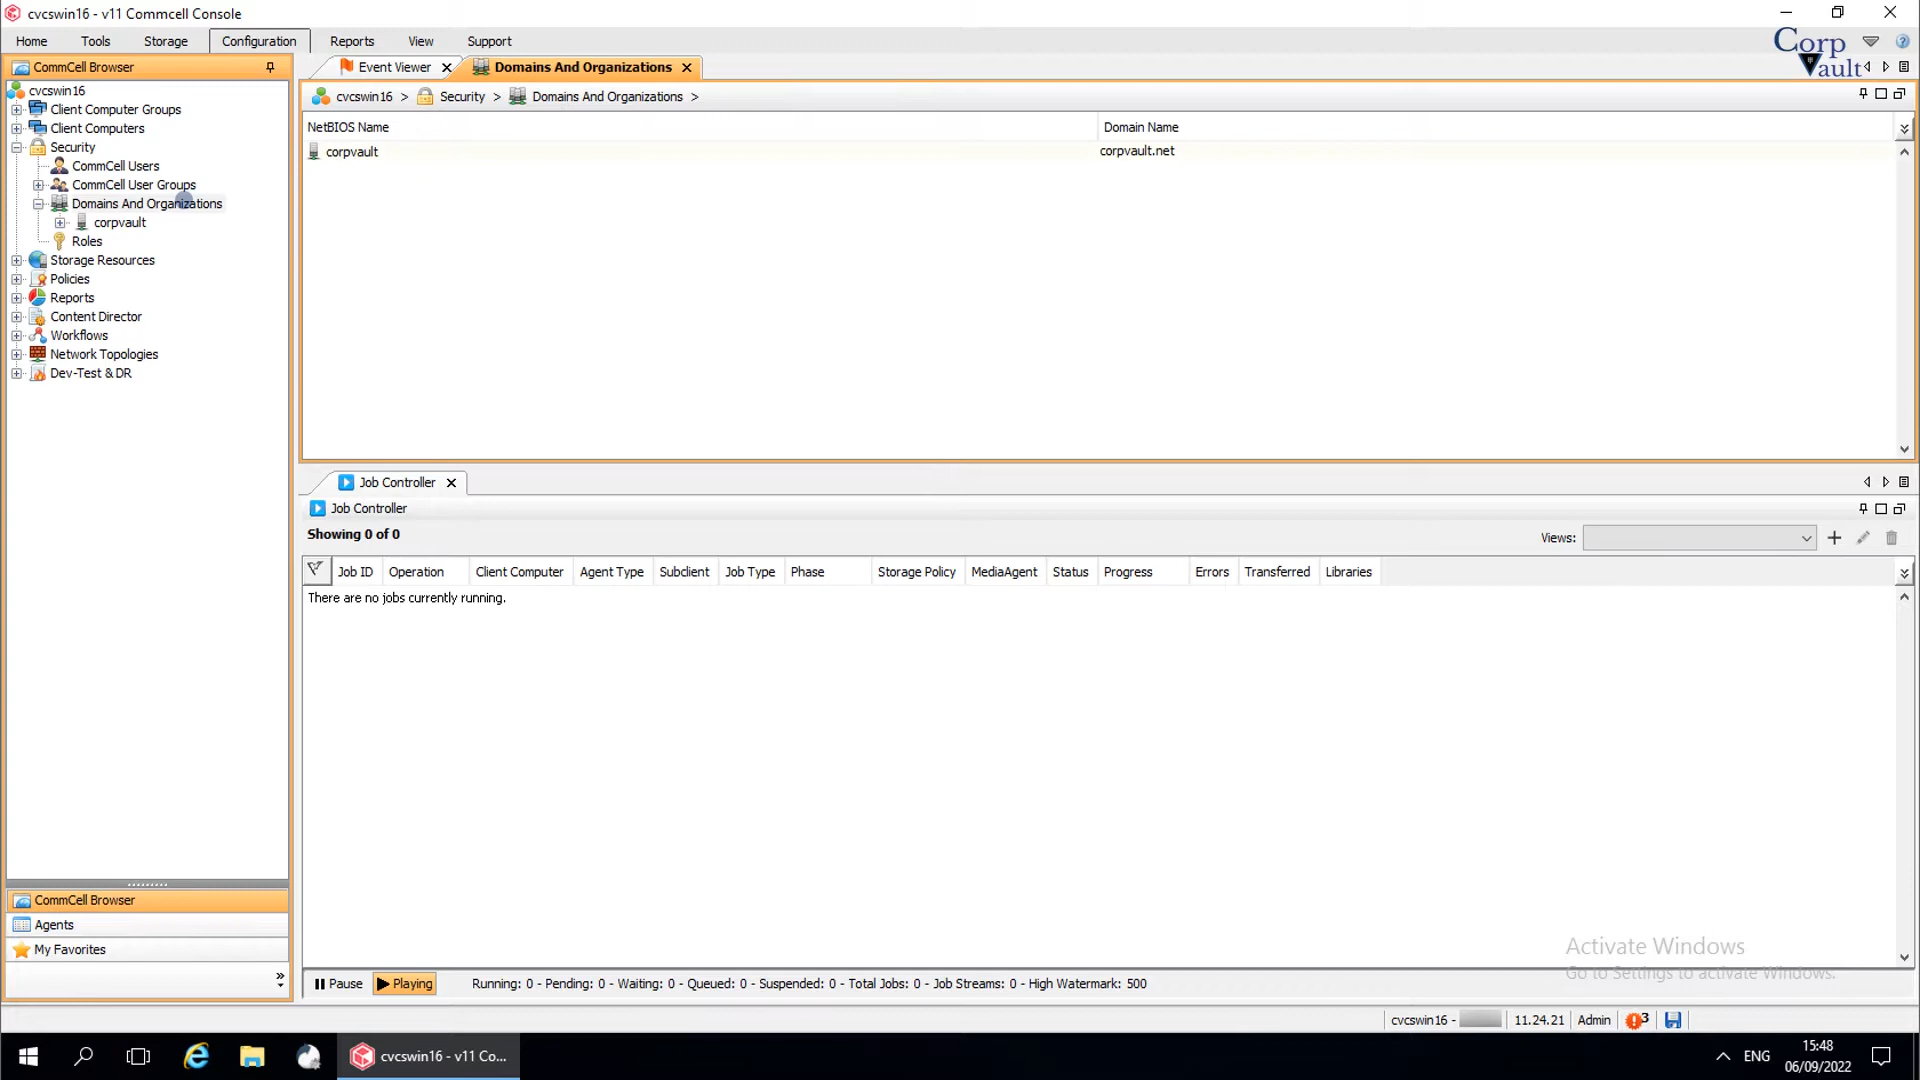 cvcswin16 - v11 Commcell Console
Home Tools Storage Configuration Reports View Support
Corp Vault
CommCell Browser
Event Viewer Domains And Organizations
cvcswin16
Client Computer Groups
Client Computers
Security
CommCell Users
CommCell User Groups
Domains And Organizations
corpvault
Roles
Storage Resources
Policies
Reports
Content Director
Workflows
Network Topologies
Dev-Test & DR
cvcswin16 > Security > Domains And Organizations >
NetBIOS Name Domain Name
corpvault corpvault.net
Job Controller
Job Controller
Showing 0 of 0
Views:
Job ID Operation Client Computer Agent Type Subclient Job Type Phase Storage Policy MediaAgent Status Progress Errors Transferred Libraries
There are no jobs currently running.
CommCell Browser
Agents
My Favorites
Activate Windows
Go to Settings to activate Windows.
Pause Playing Running: 0 - Pending: 0 - Waiting: 0 - Queued: 0 - Suspended: 0 - Total Jobs: 0 - Job Streams: 0 - High Watermark: 500
cvcswin16 - 11.24.21 Admin 3
cvcswin16 - v11 Co...
ENG
15:48
06/09/2022